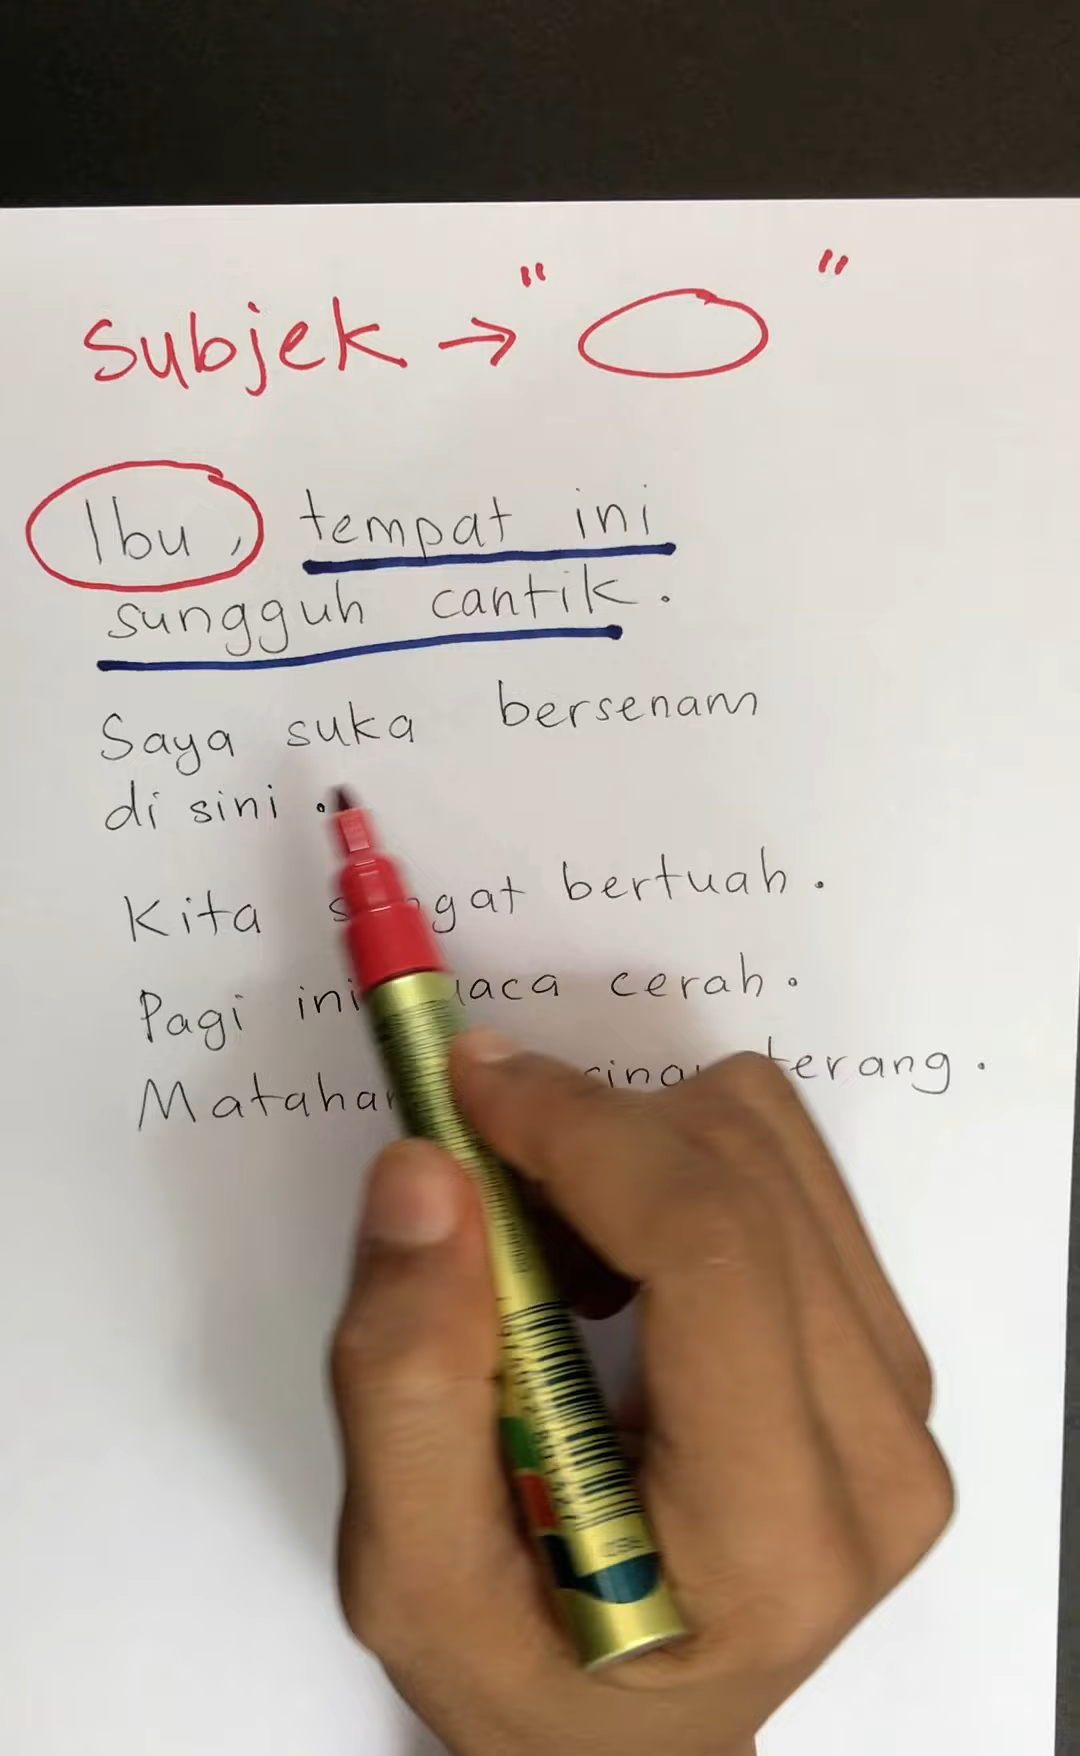 Subjek → " "
Ibu, tempat ini
sungguh cantik.
Saya suka bersenam
di sini.
Kita bertuah.
Pagi ini cerah.
terang.